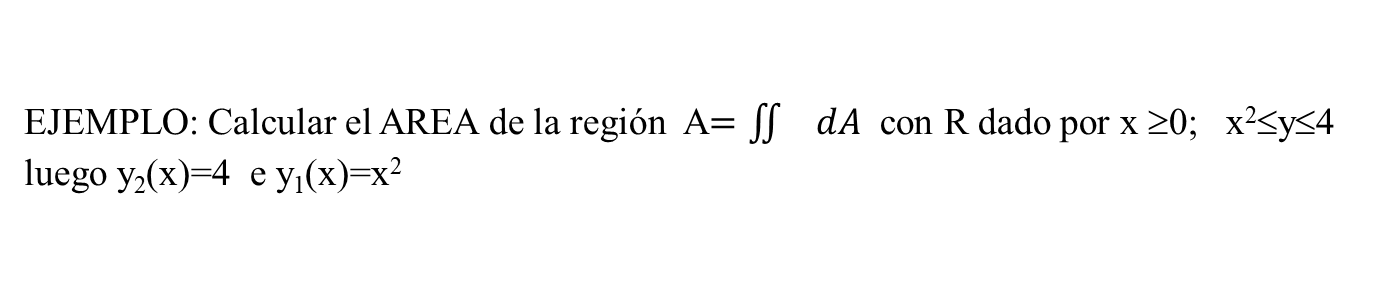 EJEMPLO: Calcular el AREA de la región A= ∬ dA con R dado por x ≥0; x²≤y≤4
luego y₂(x)=4 e y₁(x)=x²